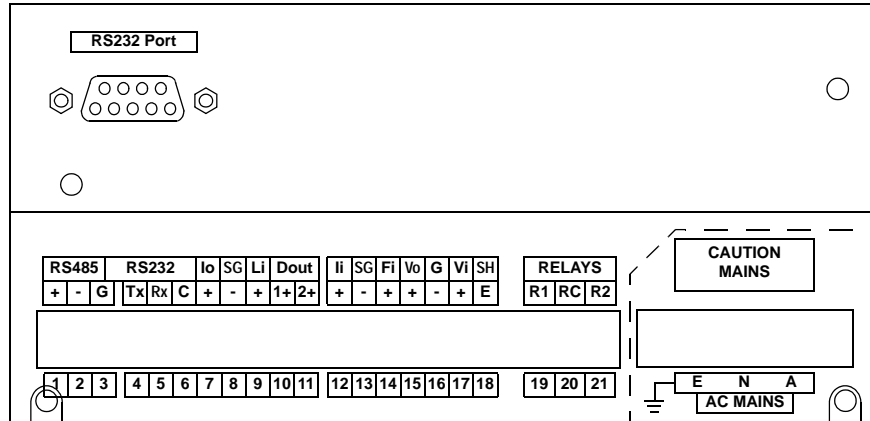 RS232 Port
CAUTION
MAINS
RS485 RS232 Io SG Li Dout Ii SG Fi Vo G Vi SH RELAYS
+ - G Tx Rx C + - + 1+ 2+ + - + + - + E R1 RC R2
1 2 3 4 5 6 7 8 9 10 11 12 13 14 15 16 17 18 19 20 21 E N A
AC MAINS